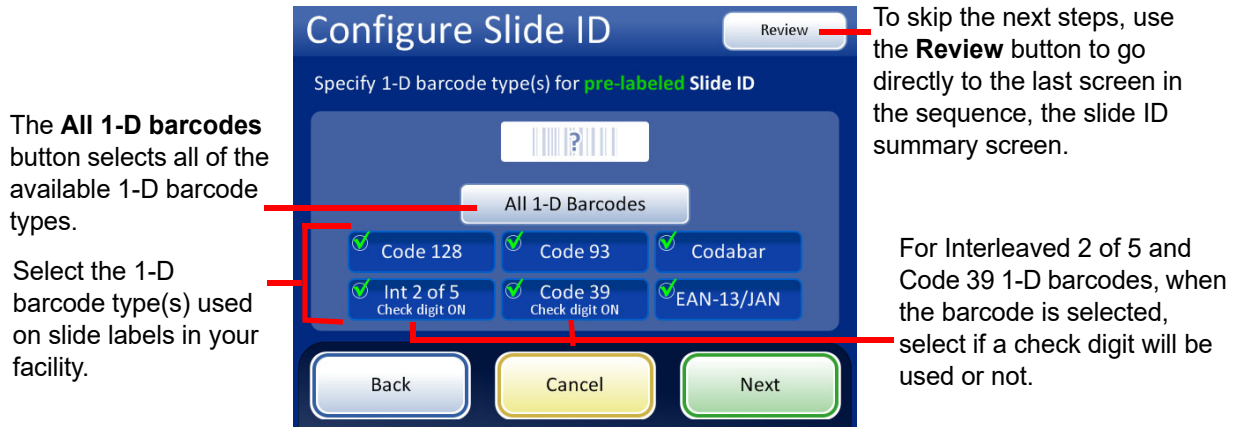 Configure Slide ID
Review
Specify 1-D barcode type(s) for pre-labeled Slide ID
?
All 1-D Barcodes
Code 128
Code 93
Codabar
Int 2 of 5
Check digit ON
Code 39
Check digit ON
EAN-13/JAN
Back
Cancel
Next
The All 1-D barcodes
button selects all of the
available 1-D barcode
types.
Select the 1-D
barcode type(s) used
on slide labels in your
facility.
To skip the next steps, use
the Review button to go
directly to the last screen in
the sequence, the slide ID
summary screen.
For Interleaved 2 of 5 and
Code 39 1-D barcodes, when
the barcode is selected,
select if a check digit will be
used or not.